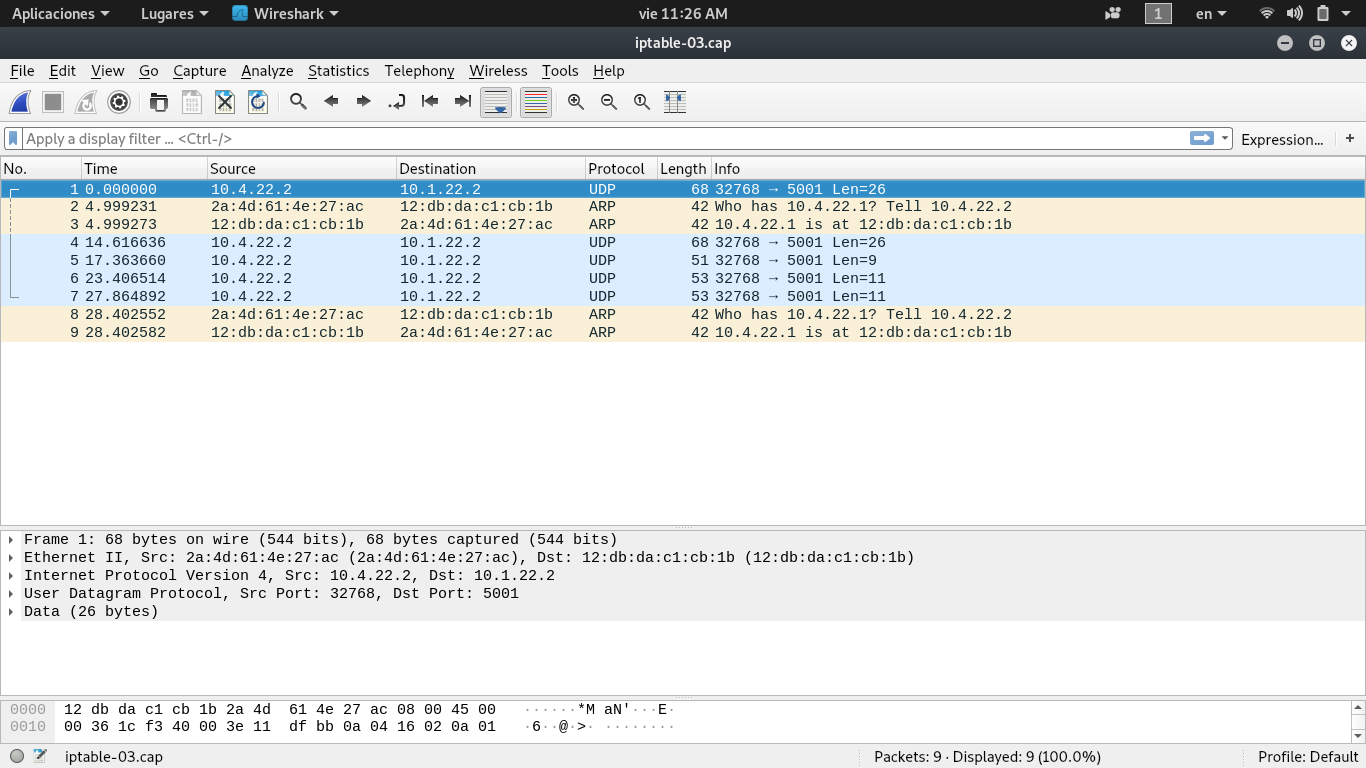 Aplicaciones Lugares Wireshark vie 11:26 AM 1 en
iptable-03.cap
File Edit View Go Capture Analyze Statistics Telephony Wireless Tools Help
Apply a display filter ... <Ctrl-/> Expression... +
No. Time Source Destination Protocol Length Info
1 0.000000 10.4.22.2 10.1.22.2 UDP 68 32768 → 5001 Len=26
2 4.999231 2a:4d:61:4e:27:ac 12:db:da:c1:cb:1b ARP 42 Who has 10.4.22.1? Tell 10.4.22.2
3 4.999273 12:db:da:c1:cb:1b 2a:4d:61:4e:27:ac ARP 42 10.4.22.1 is at 12:db:da:c1:cb:1b
4 14.616636 10.4.22.2 10.1.22.2 UDP 68 32768 → 5001 Len=26
5 17.363660 10.4.22.2 10.1.22.2 UDP 51 32768 → 5001 Len=9
6 23.406514 10.4.22.2 10.1.22.2 UDP 53 32768 → 5001 Len=11
7 27.864892 10.4.22.2 10.1.22.2 UDP 53 32768 → 5001 Len=11
8 28.402552 2a:4d:61:4e:27:ac 12:db:da:c1:cb:1b ARP 42 Who has 10.4.22.1? Tell 10.4.22.2
9 28.402582 12:db:da:c1:cb:1b 2a:4d:61:4e:27:ac ARP 42 10.4.22.1 is at 12:db:da:c1:cb:1b
Frame 1: 68 bytes on wire (544 bits), 68 bytes captured (544 bits)
Ethernet II, Src: 2a:4d:61:4e:27:ac (2a:4d:61:4e:27:ac), Dst: 12:db:da:c1:cb:1b (12:db:da:c1:cb:1b)
Internet Protocol Version 4, Src: 10.4.22.2, Dst: 10.1.22.2
User Datagram Protocol, Src Port: 32768, Dst Port: 5001
Data (26 bytes)
0000 12 db da c1 cb 1b 2a 4d 61 4e 27 ac 08 00 45 00 ······*M aN'···E·
0010 00 36 1c f3 40 00 3e 11 df bb 0a 04 16 02 0a 01 ·6··@·>· ········
iptable-03.cap Packets: 9 · Displayed: 9 (100.0%) Profile: Default